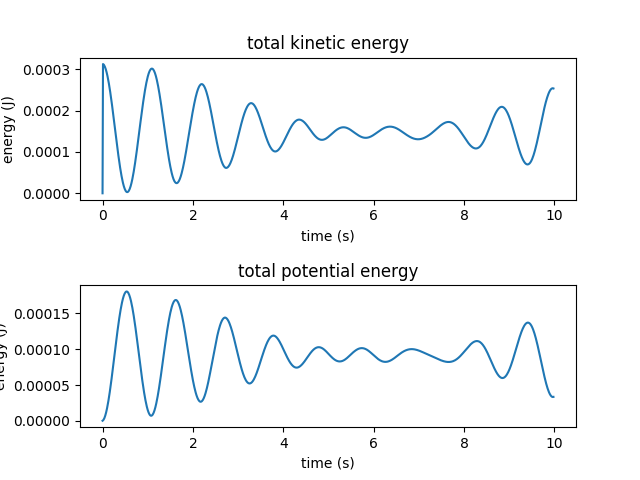 total kinetic energy
energy (J)
0.0003
0.0002
0.0001
0.0000
0 2 4 6 8 10
time (s)
total potential energy
energy (J)
0.00015
0.00010
0.00005
0.00000
0 2 4 6 8 10
time (s)